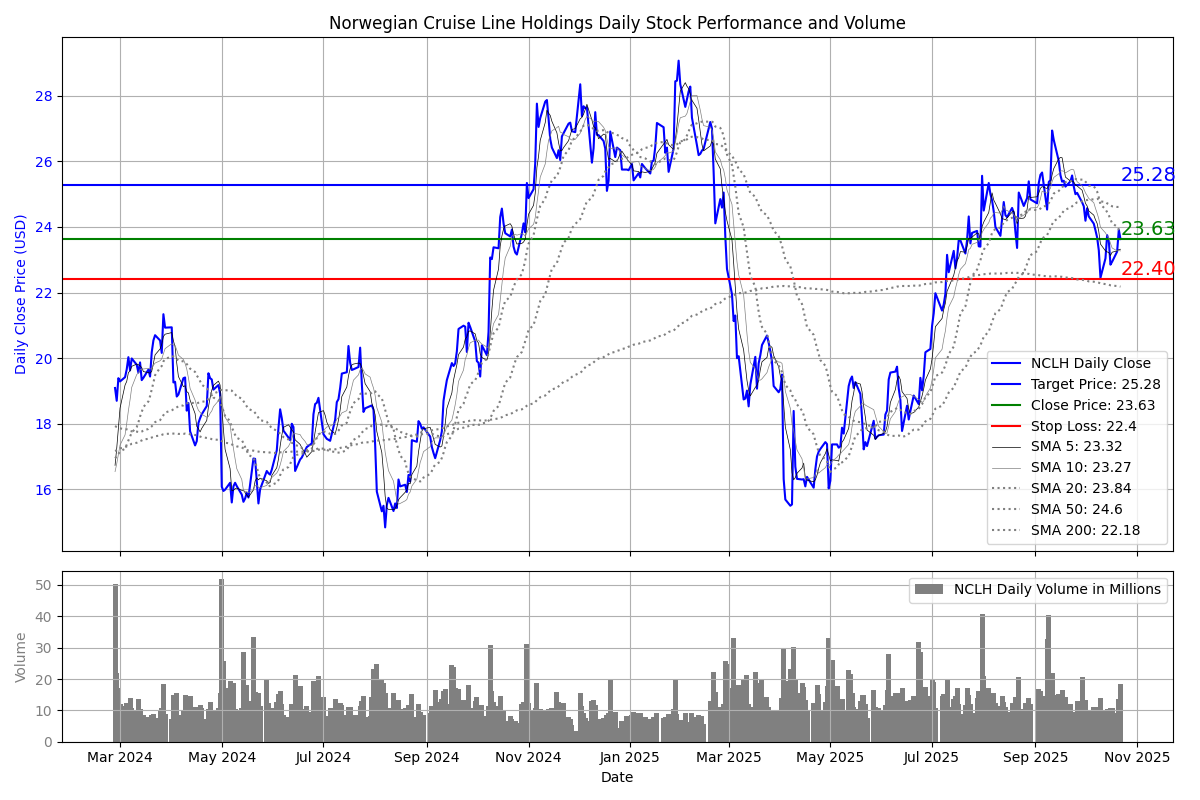 Norwegian Cruise Line Holdings Daily Stock Performance and Volume
Daily Close Price (USD)
28
26
24
22
20
18
16
25.28
23.63
22.40
NCLH Daily Close
Target Price: 25.28
Close Price: 23.63
Stop Loss: 22.4
SMA 5: 23.32
SMA 10: 23.27
SMA 20: 23.84
SMA 50: 24.6
SMA 200: 22.18
Volume
50
40
30
20
10
0
NCLH Daily Volume in Millions
Mar 2024 May 2024 Jul 2024 Sep 2024 Nov 2024 Jan 2025 Mar 2025 May 2025 Jul 2025 Sep 2025 Nov 2025
Date